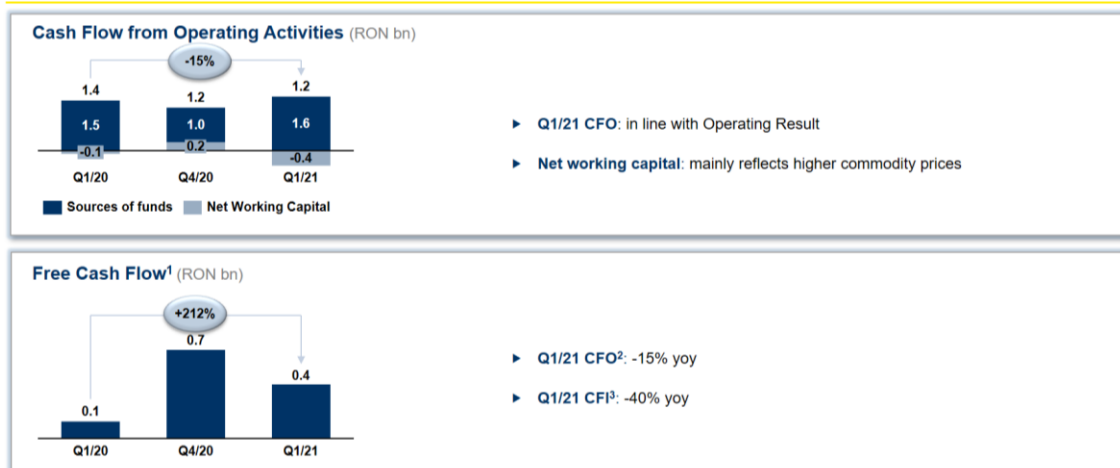 Cash Flow from Operating Activities (RON bn)
-15%
1.4
1.2
1.2
1.5
1.0
1.6
-0.1
0.2
-0.4
Q1/20
Q4/20
Q1/21
Sources of funds
Net Working Capital
► Q1/21 CFO: in line with Operating Result
► Net working capital: mainly reflects higher commodity prices
Free Cash Flow¹ (RON bn)
+212%
0.7
0.4
0.1
Q1/20
Q4/20
Q1/21
► Q1/21 CFO²: -15% yoy
► Q1/21 CFI³: -40% yoy